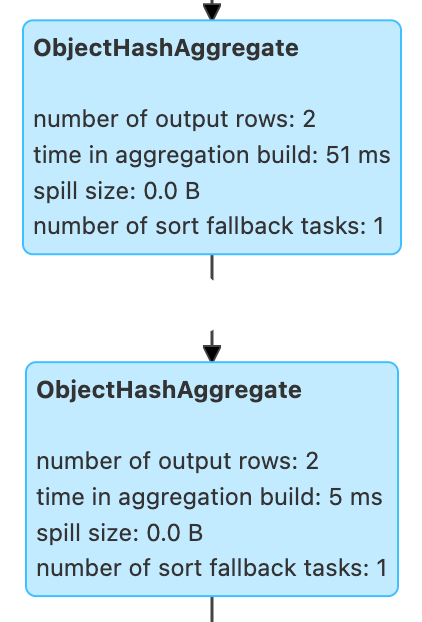 ObjectHashAggregate
number of output rows: 2
time in aggregation build: 51 ms
spill size: 0.0 B
number of sort fallback tasks: 1
ObjectHashAggregate
number of output rows: 2
time in aggregation build: 5 ms
spill size: 0.0 B
number of sort fallback tasks: 1